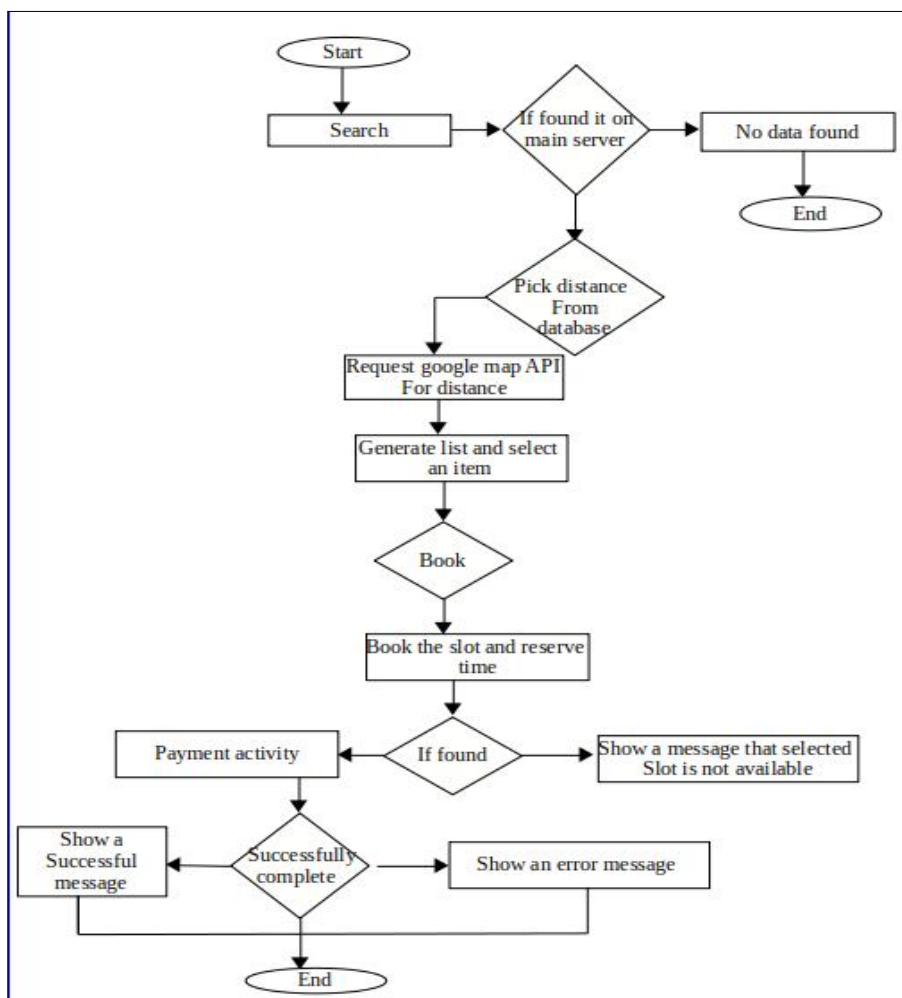 Start
Search
If found it on
main server
No data found
End
Pick distance
From
database
Request google map API
For distance
Generate list and select
an item
Book
Book the slot and reserve
time
Payment activity
If found
Show a message that selected
Slot is not available
Show a
Successful
message
Successfully
complete
Show an error message
End